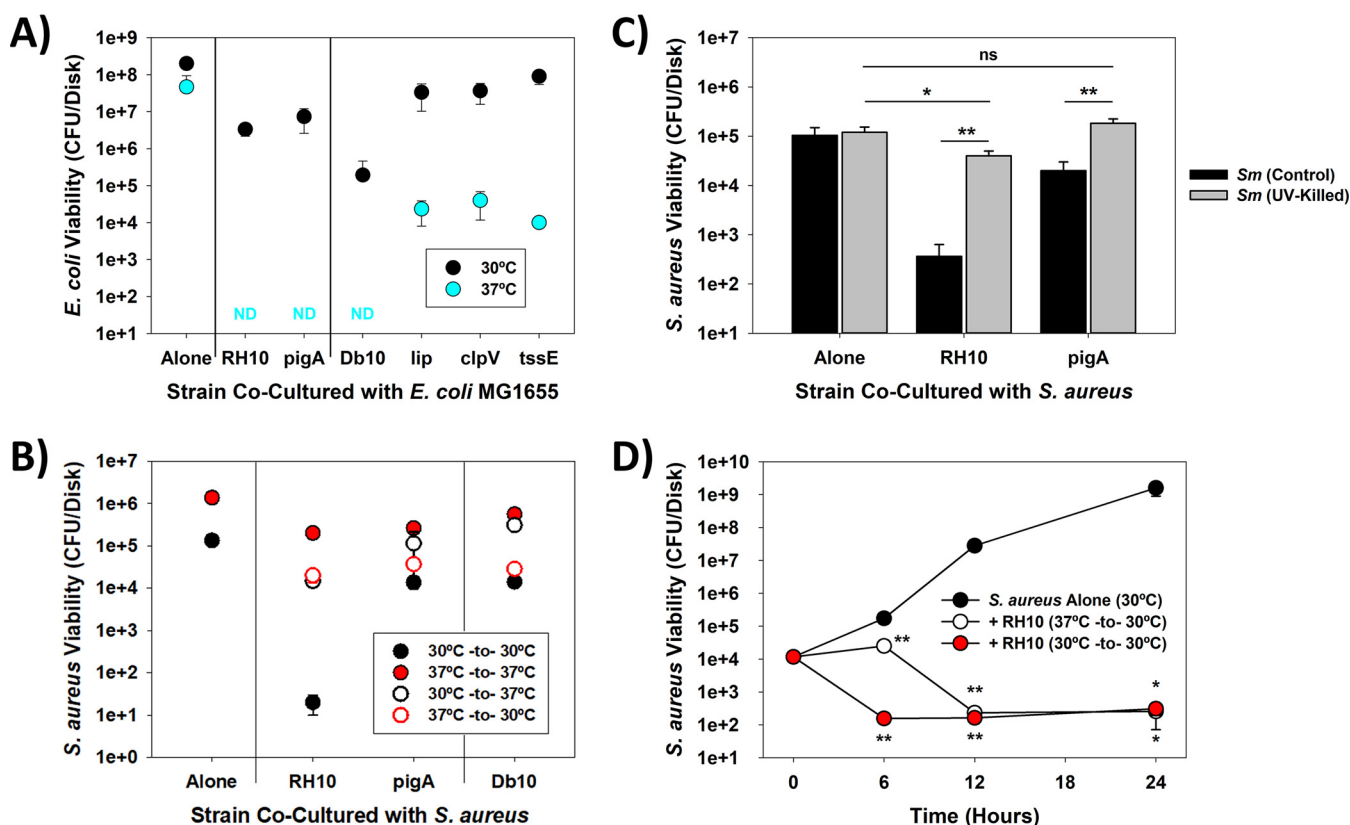 A)
E. coli Viability (CFU/Disk)
1e+9
1e+8
1e+7
1e+6
1e+5
1e+4
1e+3
1e+2
1e+1
30ºC
37ºC
ND ND ND
Alone RH10 pigA Db10 lip clpV tssE
Strain Co-Cultured with E. coli MG1655
B)
S. aureus Viability (CFU/Disk)
1e+7
1e+6
1e+5
1e+4
1e+3
1e+2
1e+1
1e+0
30ºC -to- 30ºC
37ºC -to- 37ºC
30ºC -to- 37ºC
37ºC -to- 30ºC
Alone RH10 pigA Db10
Strain Co-Cultured with S. aureus
C)
S. aureus Viability (CFU/Disk)
1e+7
1e+6
1e+5
1e+4
1e+3
1e+2
1e+1
ns
*
**
**
Sm (Control)
Sm (UV-Killed)
Alone RH10 pigA
Strain Co-Cultured with S. aureus
D)
S. aureus Viability (CFU/Disk)
1e+10
1e+9
1e+8
1e+7
1e+6
1e+5
1e+4
1e+3
1e+2
1e+1
S. aureus Alone (30ºC)
+ RH10 (37ºC -to- 30ºC)
+ RH10 (30ºC -to- 30ºC)
**
** *
** ** *
0 6 12 18 24
Time (Hours)